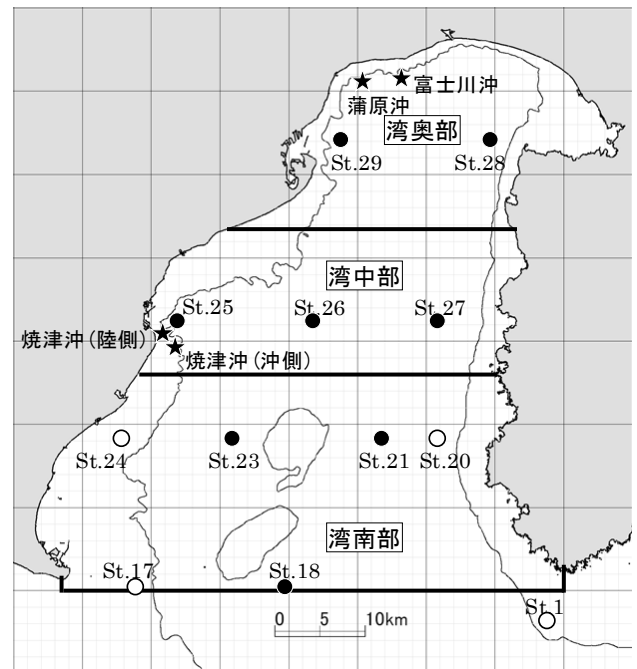 富士川沖
蒲原沖
湾奥部
St.29
St.28
湾中部
St.25
St.26
St.27
焼津沖(陸側)
焼津沖(沖側)
St.24
St.23
St.21
St.20
湾南部
St.17
St.18
St.1
0 5 10km